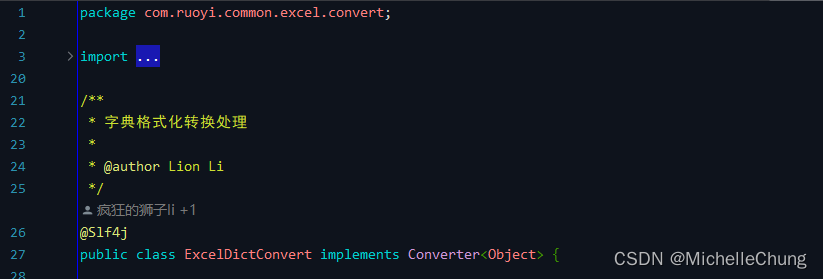 1 package com.ruoyi.common.excel.convert;
2
3 import ...
20
21 /**
22 * 字典格式化转换处理
23 *
24 * @author Lion Li
25 */
疯狂的狮子li +1
26 @Slf4j
27 public class ExcelDictConvert implements Converter<Object> {
28
CSDN @MichelleChung